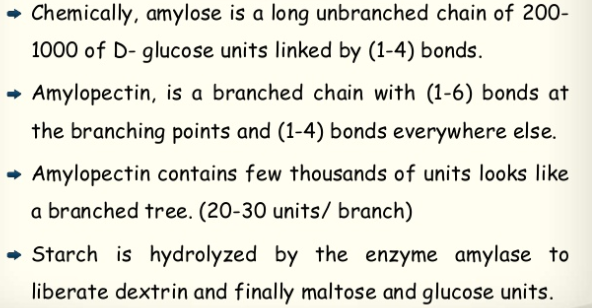 ➡ Chemically, amylose is a long unbranched chain of 200-
1000 of D- glucose units linked by (1-4) bonds.
➡ Amylopectin, is a branched chain with (1-6) bonds at
the branching points and (1-4) bonds everywhere else.
➡ Amylopectin contains few thousands of units looks like
a branched tree. (20-30 units/ branch)
➡ Starch is hydrolyzed by the enzyme amylase to
liberate dextrin and finally maltose and glucose units.